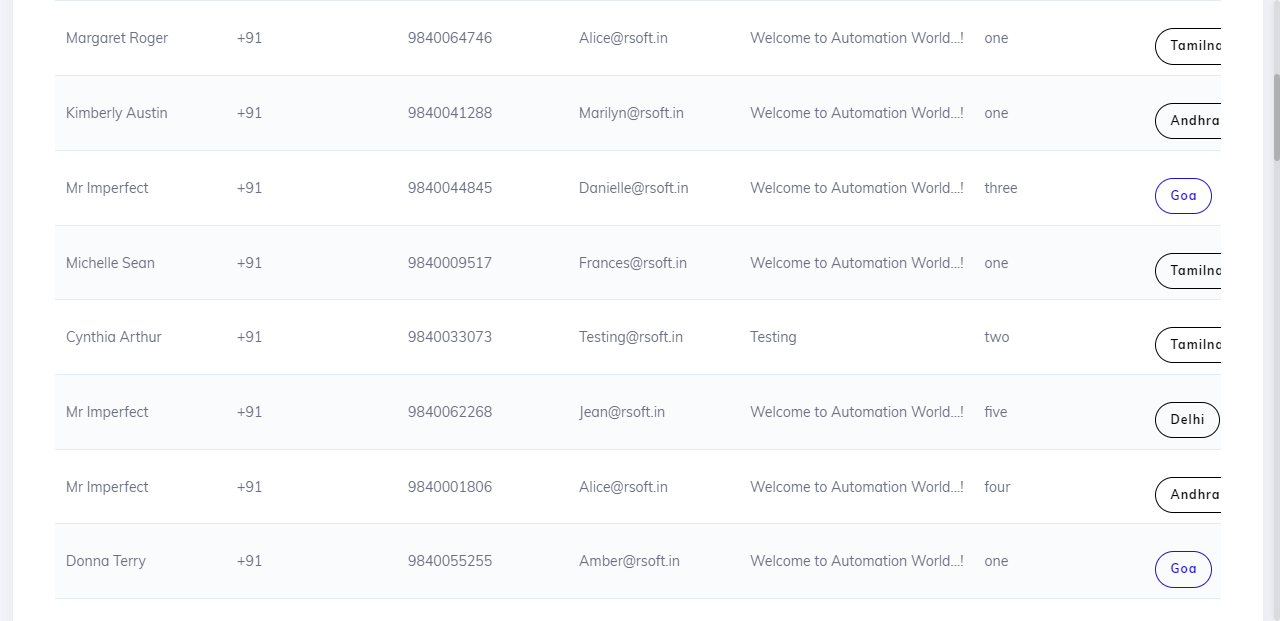 Margaret Roger +91 9840064746 Alice@rsoft.in Welcome to Automation World...! one Tamilna
Kimberly Austin +91 9840041288 Marilyn@rsoft.in Welcome to Automation World...! one Andhra
Mr Imperfect +91 9840044845 Danielle@rsoft.in Welcome to Automation World...! three Goa
Michelle Sean +91 9840009517 Frances@rsoft.in Welcome to Automation World...! one Tamilna
Cynthia Arthur +91 9840033073 Testing@rsoft.in Testing two Tamilna
Mr Imperfect +91 9840062268 Jean@rsoft.in Welcome to Automation World...! five Delhi
Mr Imperfect +91 9840001806 Alice@rsoft.in Welcome to Automation World...! four Andhra
Donna Terry +91 9840055255 Amber@rsoft.in Welcome to Automation World...! one Goa